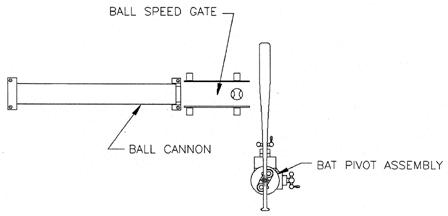 BALL SPEED GATE
BALL CANNON
BAT PIVOT ASSEMBLY